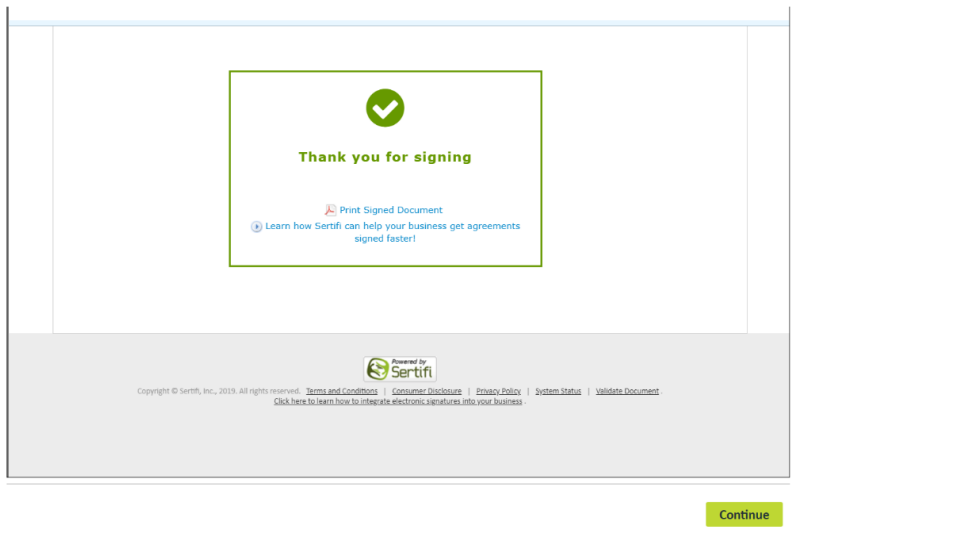 Thank you for signing
Print Signed Document
Learn how Sertifi can help your business get agreements
signed faster!
Powered by
Sertifi
Copyright © Sertifi, Inc., 2019. All rights reserved. Terms and Conditions | Consumer Disclosure | Privacy Policy | System Status | Validate Document .
Click here to learn how to integrate electronic signatures into your business .
Continue